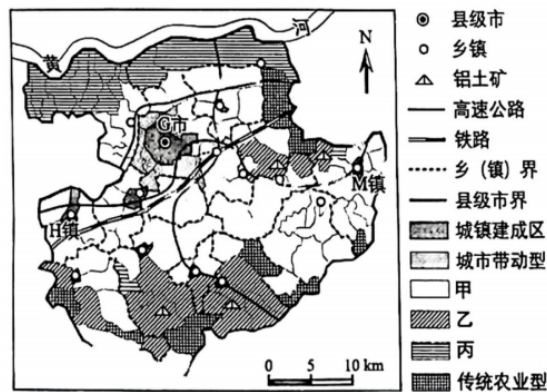 黄
河
N
G市
M镇
H镇
0 5 10 km
县级市
乡镇
铝土矿
高速公路
铁路
乡（镇）界
县级市界
城镇建成区
城市带动型
甲
乙
丙
传统农业型